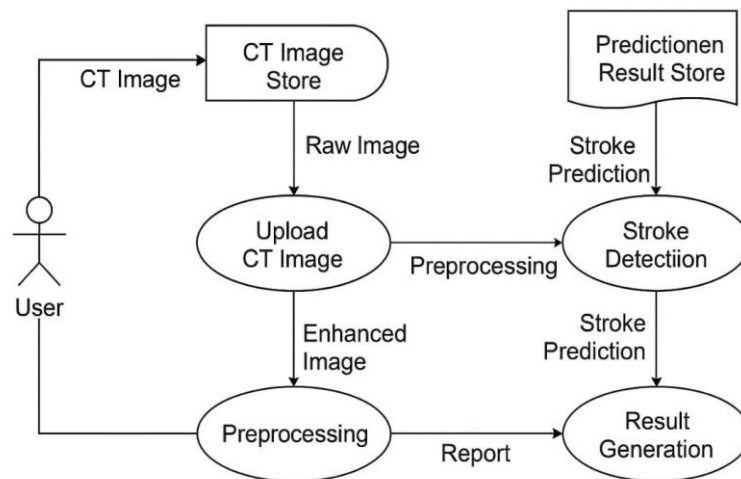 CT Image
Store
Predictionen
Result Store
CT Image
Raw Image
Stroke
Prediction
Upload
CT Image
Preprocessing
Stroke
Detectiion
User
Enhanced
Image
Stroke
Prediction
Preprocessing
Report
Result
Generation